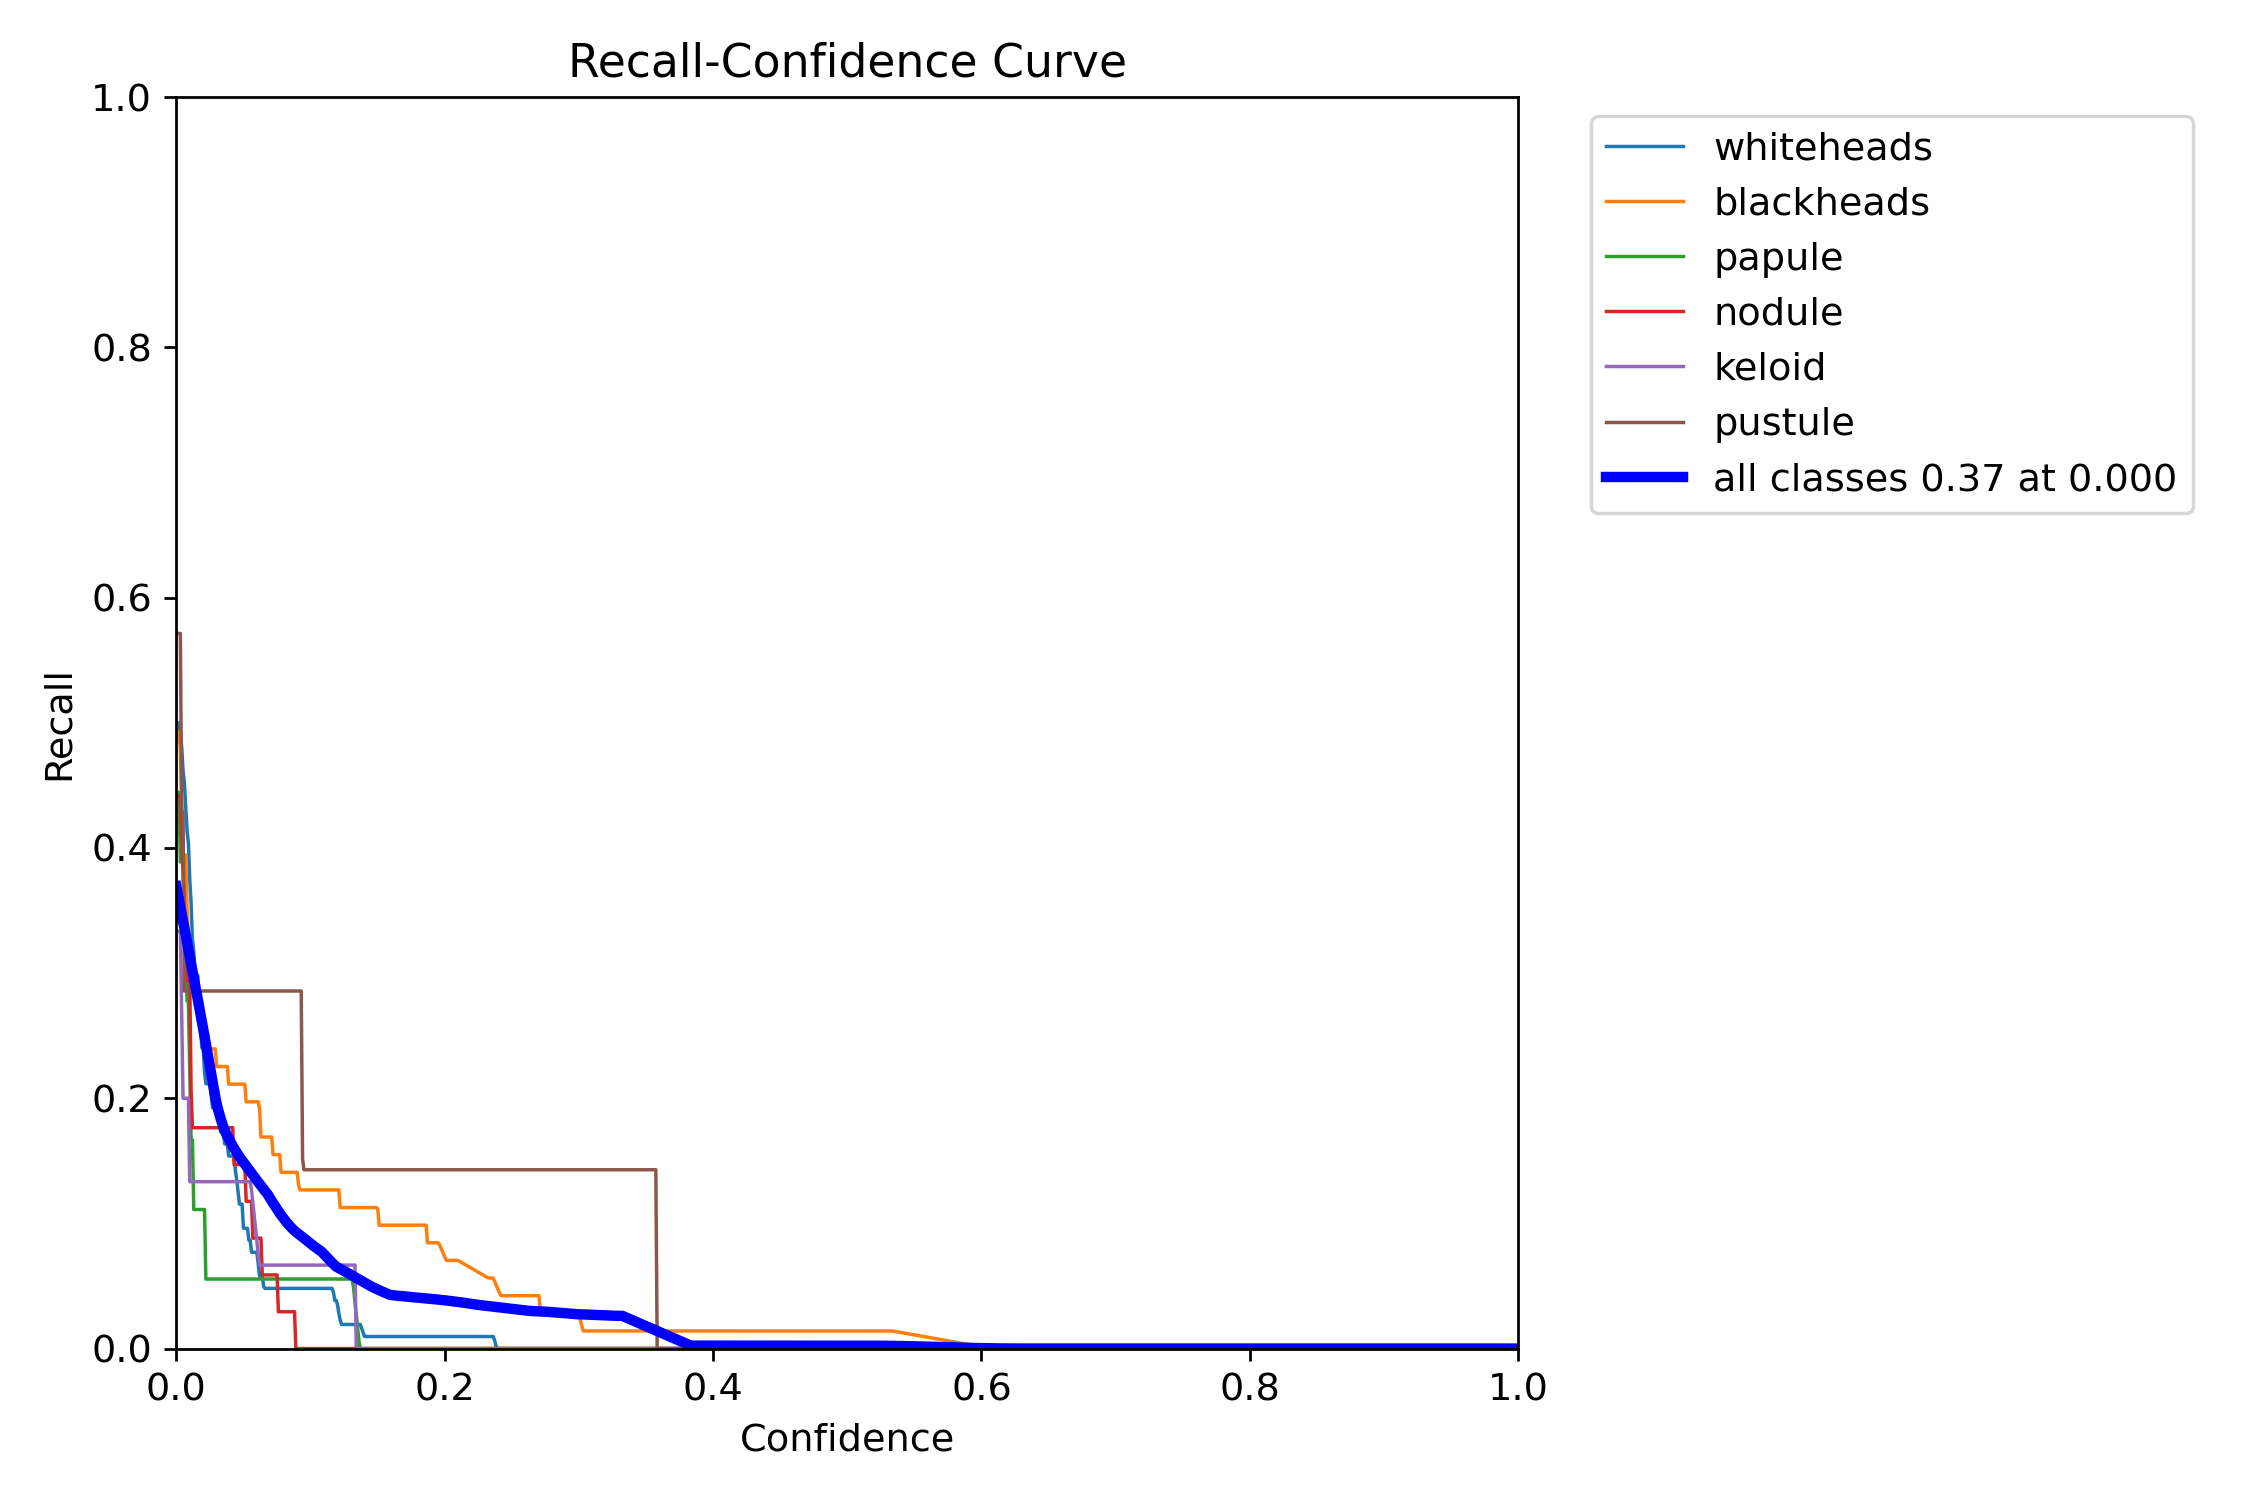 Recall-Confidence Curve
1.0
0.8
0.6
0.4
0.2
0.0
Recall
0.0 0.2 0.4 0.6 0.8 1.0
Confidence
whiteheads
blackheads
papule
nodule
keloid
pustule
all classes 0.37 at 0.000